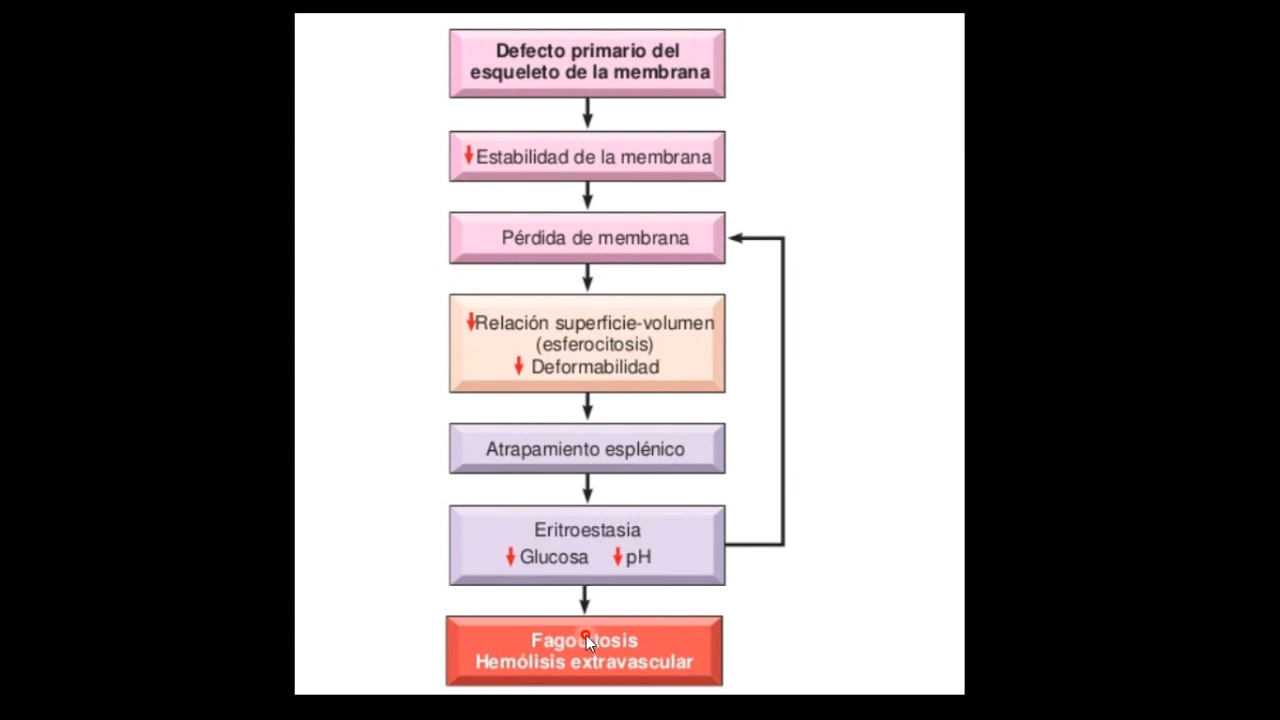 Defecto primario del
esqueleto de la membrana
Estabilidad de la membrana
Pérdida de membrana
Relación superficie-volumen
(esferocitosis)
Deformabilidad
Atrapamiento esplénico
Eritroestasia
Glucosa pH
Fagocitosis
Hemólisis extravascular